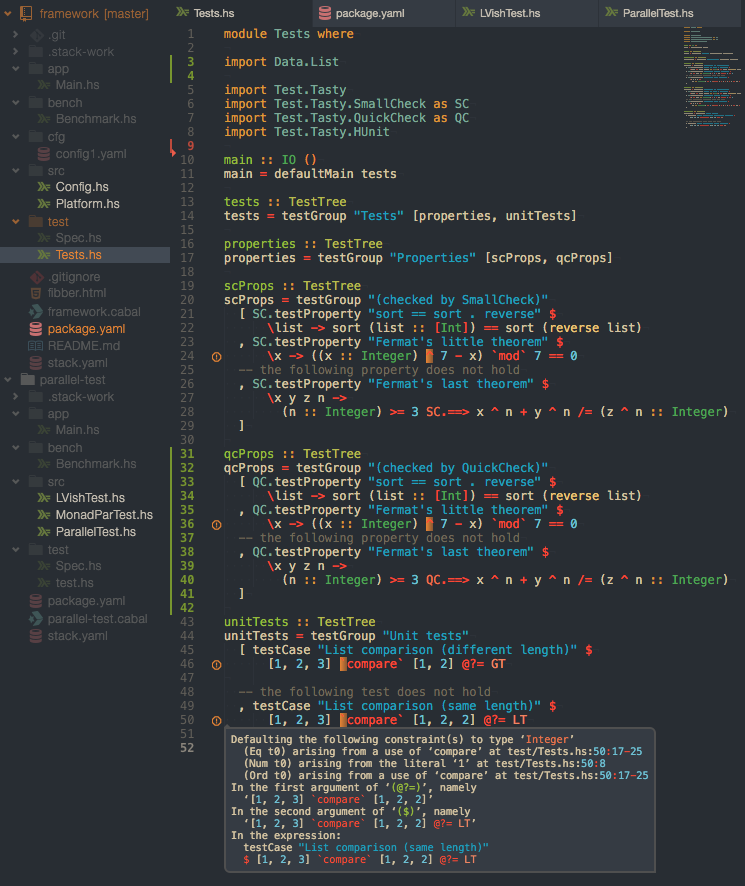 framework [master]
.git
.stack-work
app
Main.hs
bench
Benchmark.hs
cfg
config1.yaml
src
Config.hs
Platform.hs
test
Spec.hs
Tests.hs
.gitignore
fibber.html
framework.cabal
package.yaml
README.md
stack.yaml
parallel-test
.stack-work
app
Main.hs
bench
Benchmark.hs
src
LVishTest.hs
MonadParTest.hs
ParallelTest.hs
test
Spec.hs
test.hs
package.yaml
parallel-test.cabal
stack.yaml
Tests.hs
package.yaml
LVishTest.hs
ParallelTest.hs
1 module Tests where
2
3 import Data.List
4
5 import Test.Tasty
6 import Test.Tasty.SmallCheck as SC
7 import Test.Tasty.QuickCheck as QC
8 import Test.Tasty.HUnit
9
10 main :: IO ()
11 main = defaultMain tests
12
13 tests :: TestTree
14 tests = testGroup "Tests" [properties, unitTests]
15
16 properties :: TestTree
17 properties = testGroup "Properties" [scProps, qcProps]
18
19 scProps :: TestTree
20 scProps = testGroup "(checked by SmallCheck)"
21 [ SC.testProperty "sort == sort . reverse" $
22 \list -> sort (list :: [Int]) == sort (reverse list)
23 , SC.testProperty "Fermat's little theorem" $
24 \x -> ((x :: Integer) 7 - x) `mod` 7 == 0
25 -- the following property does not hold
26 , SC.testProperty "Fermat's last theorem" $
27 \x y z n ->
28 (n :: Integer) >= 3 SC.==> x ^ n + y ^ n /= (z ^ n :: Integer)
29 ]
30
31 qcProps :: TestTree
32 qcProps = testGroup "(checked by QuickCheck)"
33 [ QC.testProperty "sort == sort . reverse" $
34 \list -> sort (list :: [Int]) == sort (reverse list)
35 , QC.testProperty "Fermat's little theorem" $
36 \x -> ((x :: Integer) 7 - x) `mod` 7 == 0
37 -- the following property does not hold
38 , QC.testProperty "Fermat's last theorem" $
39 \x y z n ->
40 (n :: Integer) >= 3 QC.==> x ^ n + y ^ n /= (z ^ n :: Integer)
41 ]
42
43 unitTests :: TestTree
44 unitTests = testGroup "Unit tests"
45 [ testCase "List comparison (different length)" $
46 [1, 2, 3] compare` [1, 2] @?= GT
47
48 -- the following test does not hold
49 , testCase "List comparison (same length)" $
50 [1, 2, 3] compare` [1, 2, 2] @?= LT
51
52
Defaulting the following constraint(s) to type ‘Integer’
(Eq t0) arising from a use of ‘compare’ at test/Tests.hs:50:17-25
(Num t0) arising from the literal ‘1’ at test/Tests.hs:50:8
(Ord t0) arising from a use of ‘compare’ at test/Tests.hs:50:17-25
In the first argument of ‘(@?=)’, namely
‘[1, 2, 3] `compare` [1, 2, 2]’
In the second argument of ‘($)’, namely
‘[1, 2, 3] `compare` [1, 2, 2] @?= LT’
In the expression:
testCase "List comparison (same length)"
$ [1, 2, 3] `compare` [1, 2, 2] @?= LT